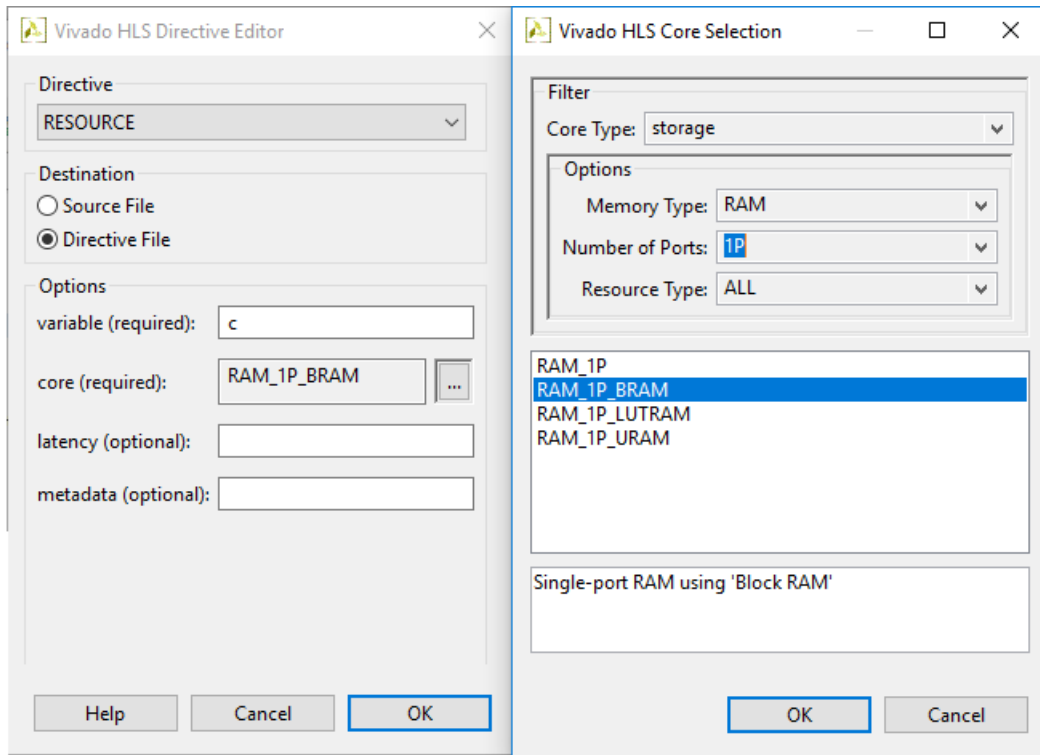 Vivado HLS Directive Editor
Directive
RESOURCE
Destination
Source File
Directive File
Options
variable (required): c
core (required): RAM_1P_BRAM ...
latency (optional):
metadata (optional):
Help Cancel OK
Vivado HLS Core Selection
Filter
Core Type: storage
Options
Memory Type: RAM
Number of Ports: 1P
Resource Type: ALL
RAM_1P
RAM_1P_BRAM
RAM_1P_LUTRAM
RAM_1P_URAM
Single-port RAM using 'Block RAM'
OK Cancel